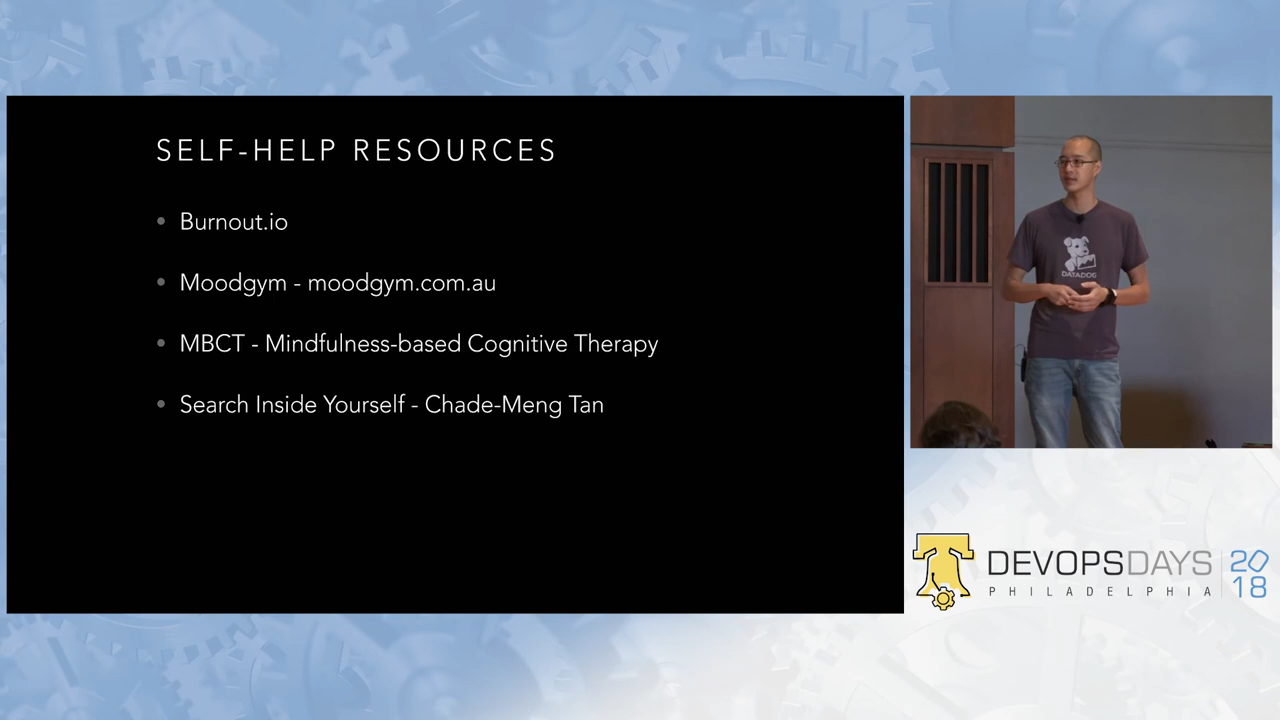 SELF-HELP RESOURCES
• Burnout.io
• Moodgym - moodgym.com.au
• MBCT - Mindfulness-based Cognitive Therapy
• Search Inside Yourself - Chade-Meng Tan
DATADOG
DEVOPSDAYS
PHILADELPHIA
20
18